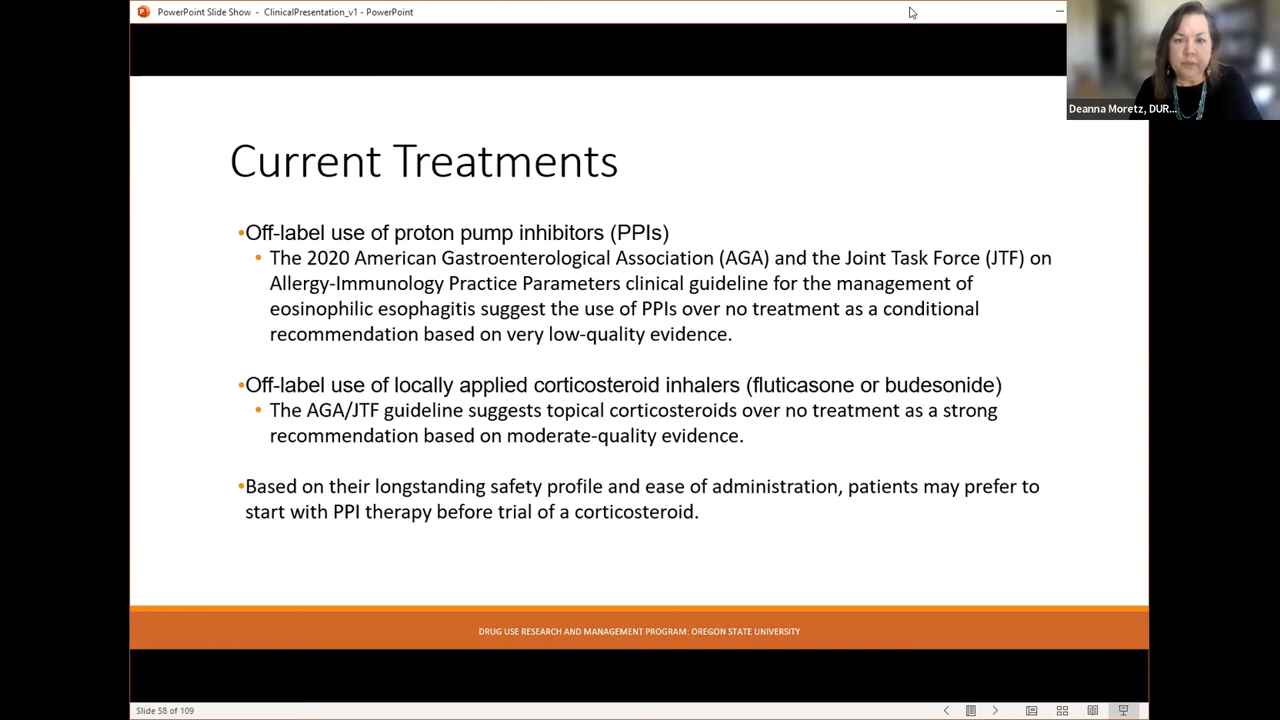 PowerPoint Slide Show - ClinicalPresentation_v1 - PowerPoint
Deanna Moretz, DUR...
Current Treatments
•Off-label use of proton pump inhibitors (PPIs)
• The 2020 American Gastroenterological Association (AGA) and the Joint Task Force (JTF) on
Allergy-Immunology Practice Parameters clinical guideline for the management of
eosinophilic esophagitis suggest the use of PPIs over no treatment as a conditional
recommendation based on very low-quality evidence.
•Off-label use of locally applied corticosteroid inhalers (fluticasone or budesonide)
• The AGA/JTF guideline suggests topical corticosteroids over no treatment as a strong
recommendation based on moderate-quality evidence.
•Based on their longstanding safety profile and ease of administration, patients may prefer to
start with PPI therapy before trial of a corticosteroid.
DRUG USE RESEARCH AND MANAGEMENT PROGRAM: OREGON STATE UNIVERSITY
Slide 58 of 109